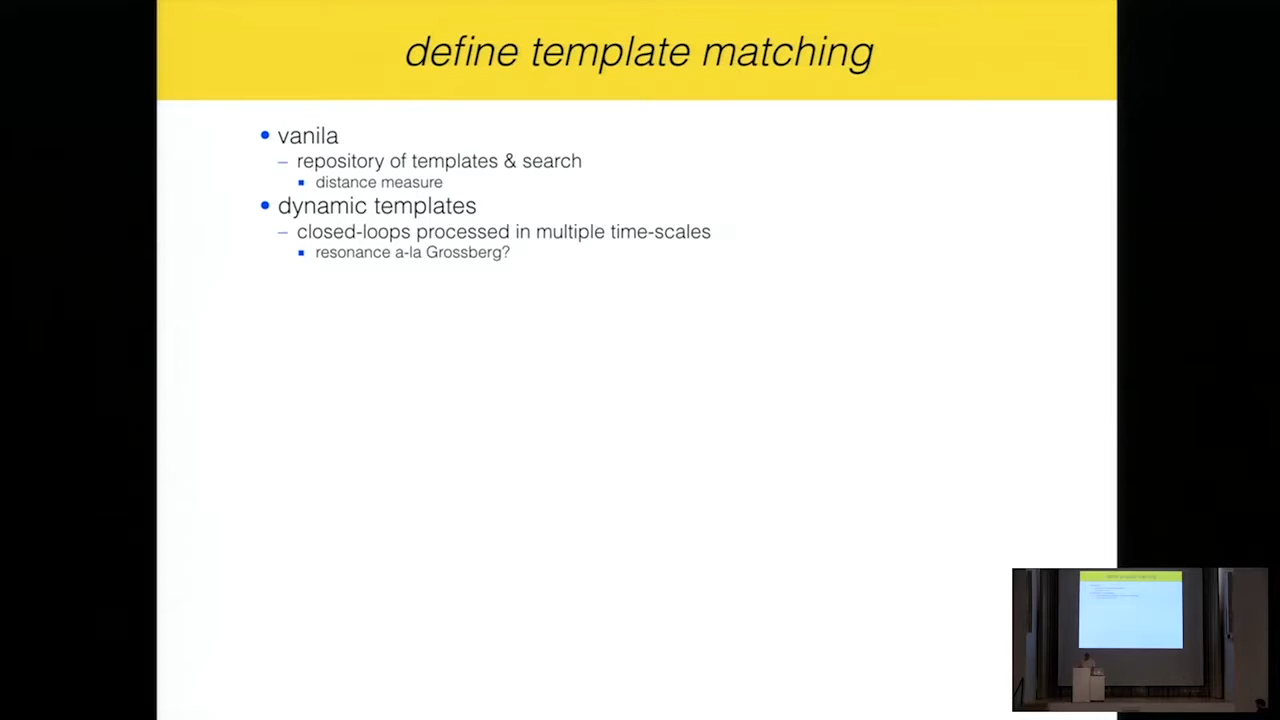 define template matching
• vanila
– repository of templates & search
▪ distance measure
• dynamic templates
– closed-loops processed in multiple time-scales
▪ resonance a-la Grossberg?